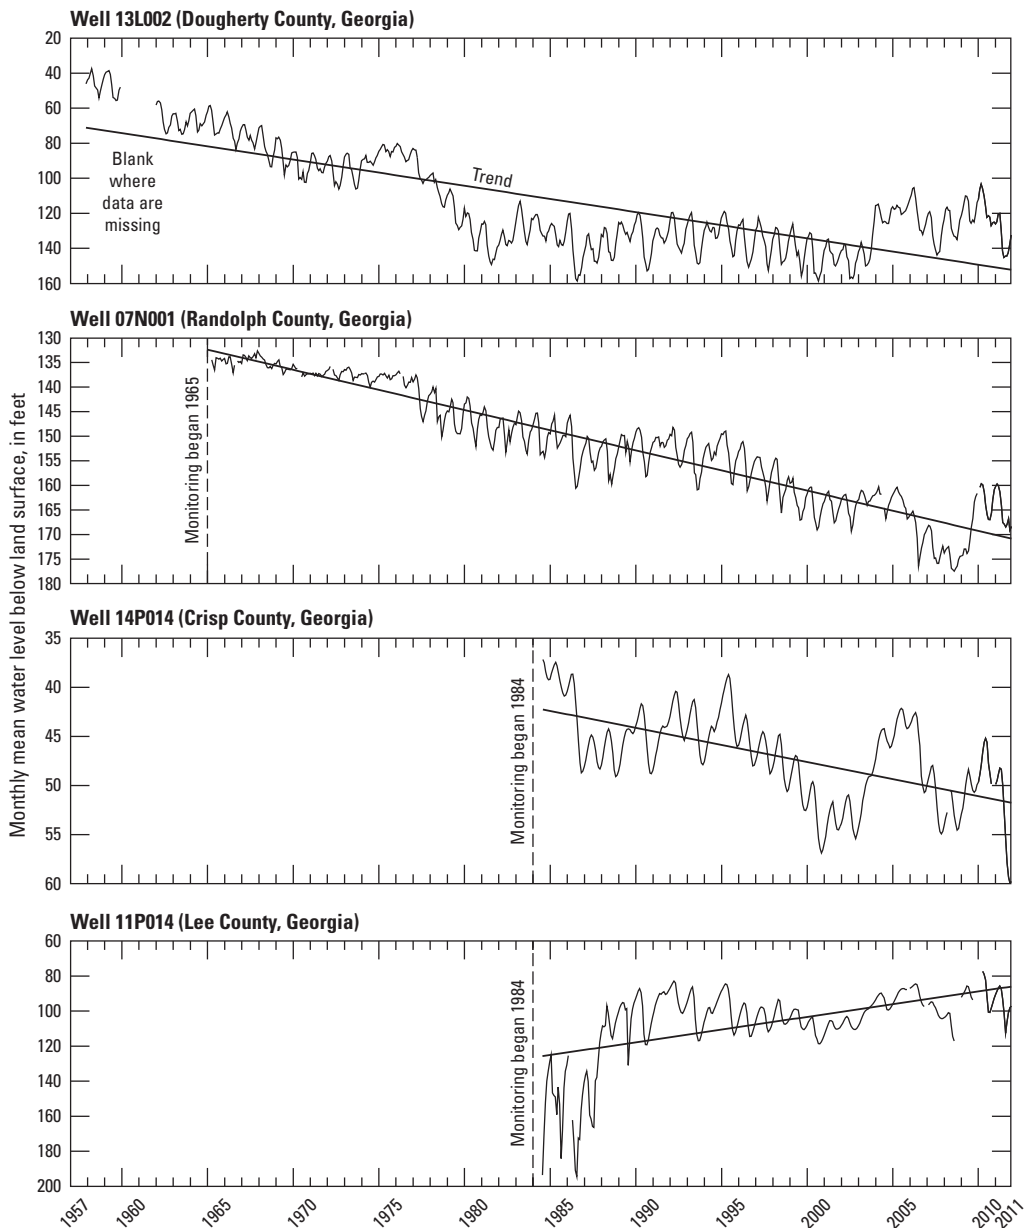 Well 13L002 (Dougherty County, Georgia)
20
40
60
80
100
120
140
160
Blank
where
data are
missing
Trend
Well 07N001 (Randolph County, Georgia)
130
135
140
145
150
155
160
165
170
175
180
Monitoring began 1965
Monthly mean water level below land surface, in feet
Well 14P014 (Crisp County, Georgia)
35
40
45
50
55
60
Monitoring began 1984
Well 11P014 (Lee County, Georgia)
60
80
100
120
140
160
180
200
Monitoring began 1984
1957 1960 1965 1970 1975 1980 1985 1990 1995 2000 2005 2010 2011